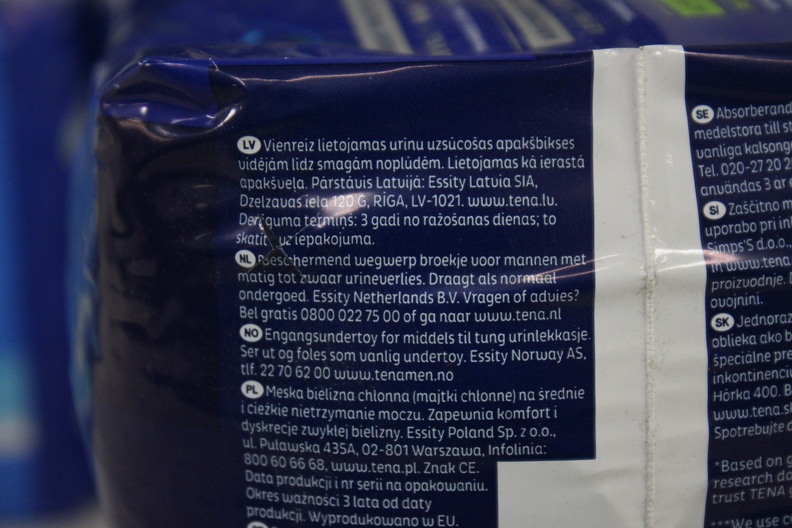 LV Vienreiz lietojamas urīnu uzsūcošas apakšbikses
vidējām līdz smagām noplūdēm. Lietojamas kā ierastā
apakšveļa. Pārstāvis Latvijā: Essity Latvia SIA,
Dzelzavas iela 120 G, RĪGA, LV-1021. www.tena.lv.
Derīguma termiņš: 3 gadi no ražošanas dienas; to
skatīt uz iepakojuma.
NL Beschermend wegwerp broekje voor mannen met
matig tot zwaar urineverlies. Draagt als normaal
ondergoed. Essity Netherlands B.V. Vragen of advies?
Bel gratis 0800 022 75 00 of ga naar www.tena.nl
NO Engangsundertøy for middels til tung urinlekkasje.
Ser ut og føles som vanlig undertøy. Essity Norway AS,
tlf. 22 70 62 00 www.tenamen.no
PL Męska bielizna chłonna (majtki chłonne) na średnie
i ciężkie nietrzymanie moczu. Zapewnia komfort i
dyskrecję zwykłej bielizny. Essity Poland Sp. z o.o.,
ul. Puławska 435A, 02-801 Warszawa, Infolinia:
800 60 66 68, www.tena.pl. Znak CE.
Data produkcji i nr serii na opakowaniu.
Okres ważności 3 lata od daty
produkcji. Wyprodukowano w EU.
SE
medelstora till
vanliga
Tel. 020-27 20
användas 3 år
SI Zaščitno
uporabo pri
Simps'S d.o.o.,
www.tena
proizvodnje.
ovojnini.
SK
oblieka ako
špeciálne
Hôrka 400.
www.tena.
Spotrebujte
*Based on
research
trust TENA
***We use